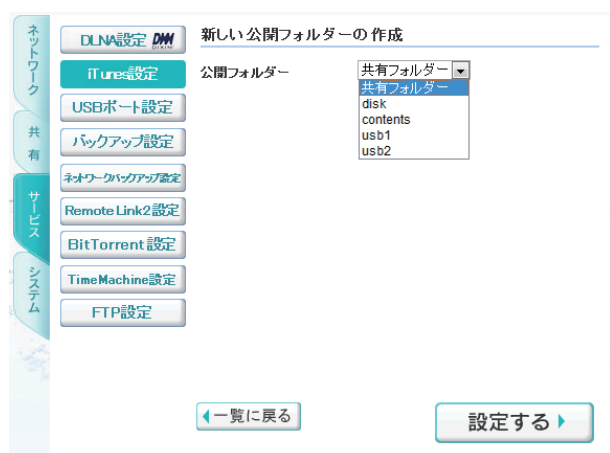 ネットワーク
共有
サービス
システム
DLNA設定
iTunes設定
USBポート設定
バックアップ設定
ネットワークバックアップ設定
RemoteLink2設定
BitTorrent設定
TimeMachine設定
FTP設定
新しい公開フォルダーの作成
公開フォルダー
共有フォルダー
共有フォルダー
disk
contents
usb1
usb2
一覧に戻る
設定する